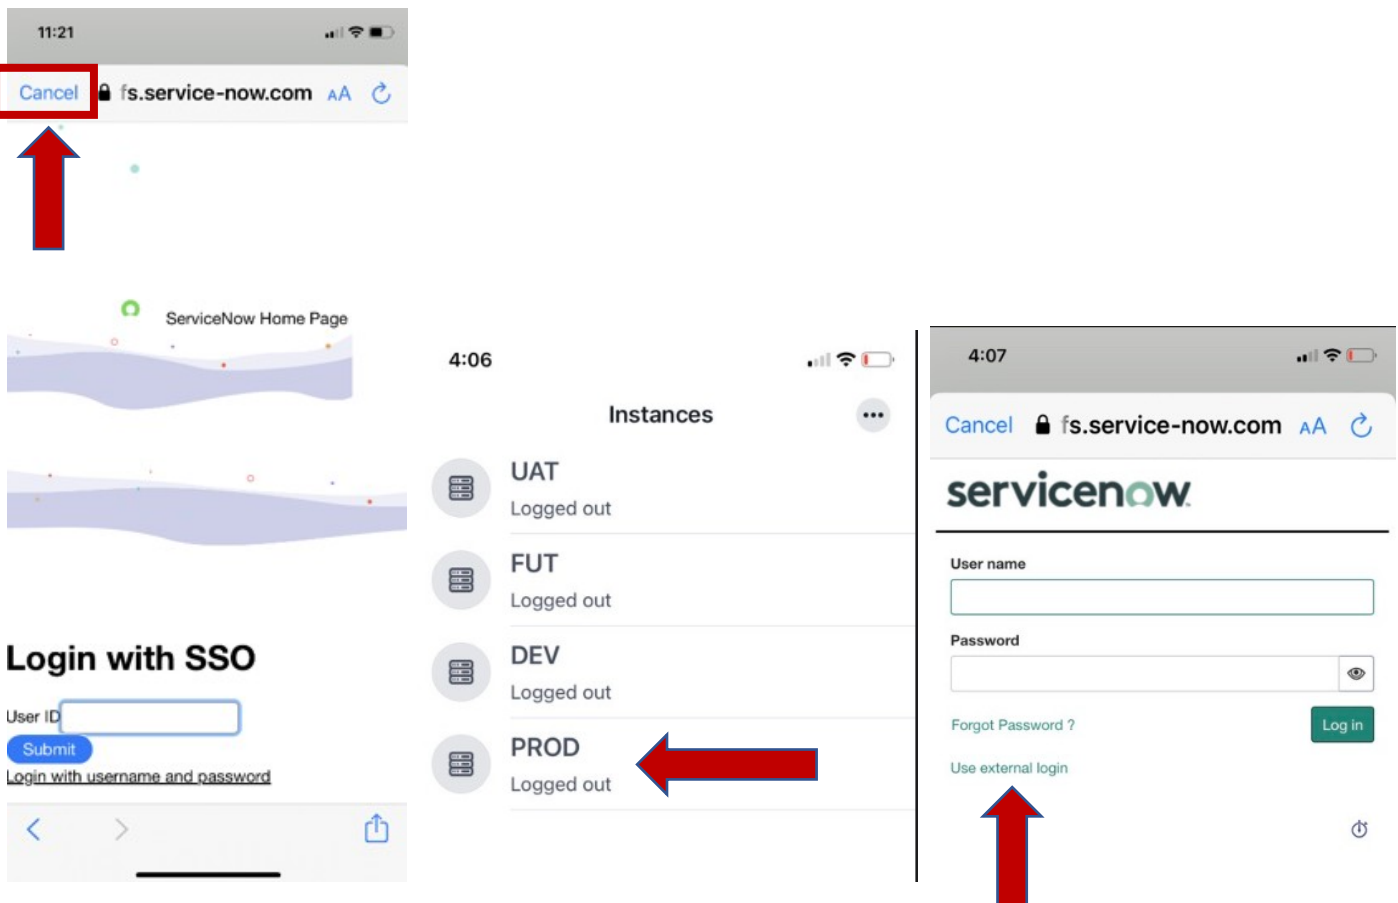 11:21
Cancel fs.service-now.com AA
ServiceNow Home Page
Login with SSO
User ID
Submit
Login with username and password
4:06
Instances
UAT
Logged out
FUT
Logged out
DEV
Logged out
PROD
Logged out
4:07
Cancel fs.service-now.com AA
servicenow
User name
Password
Forgot Password ?
Log in
Use external login